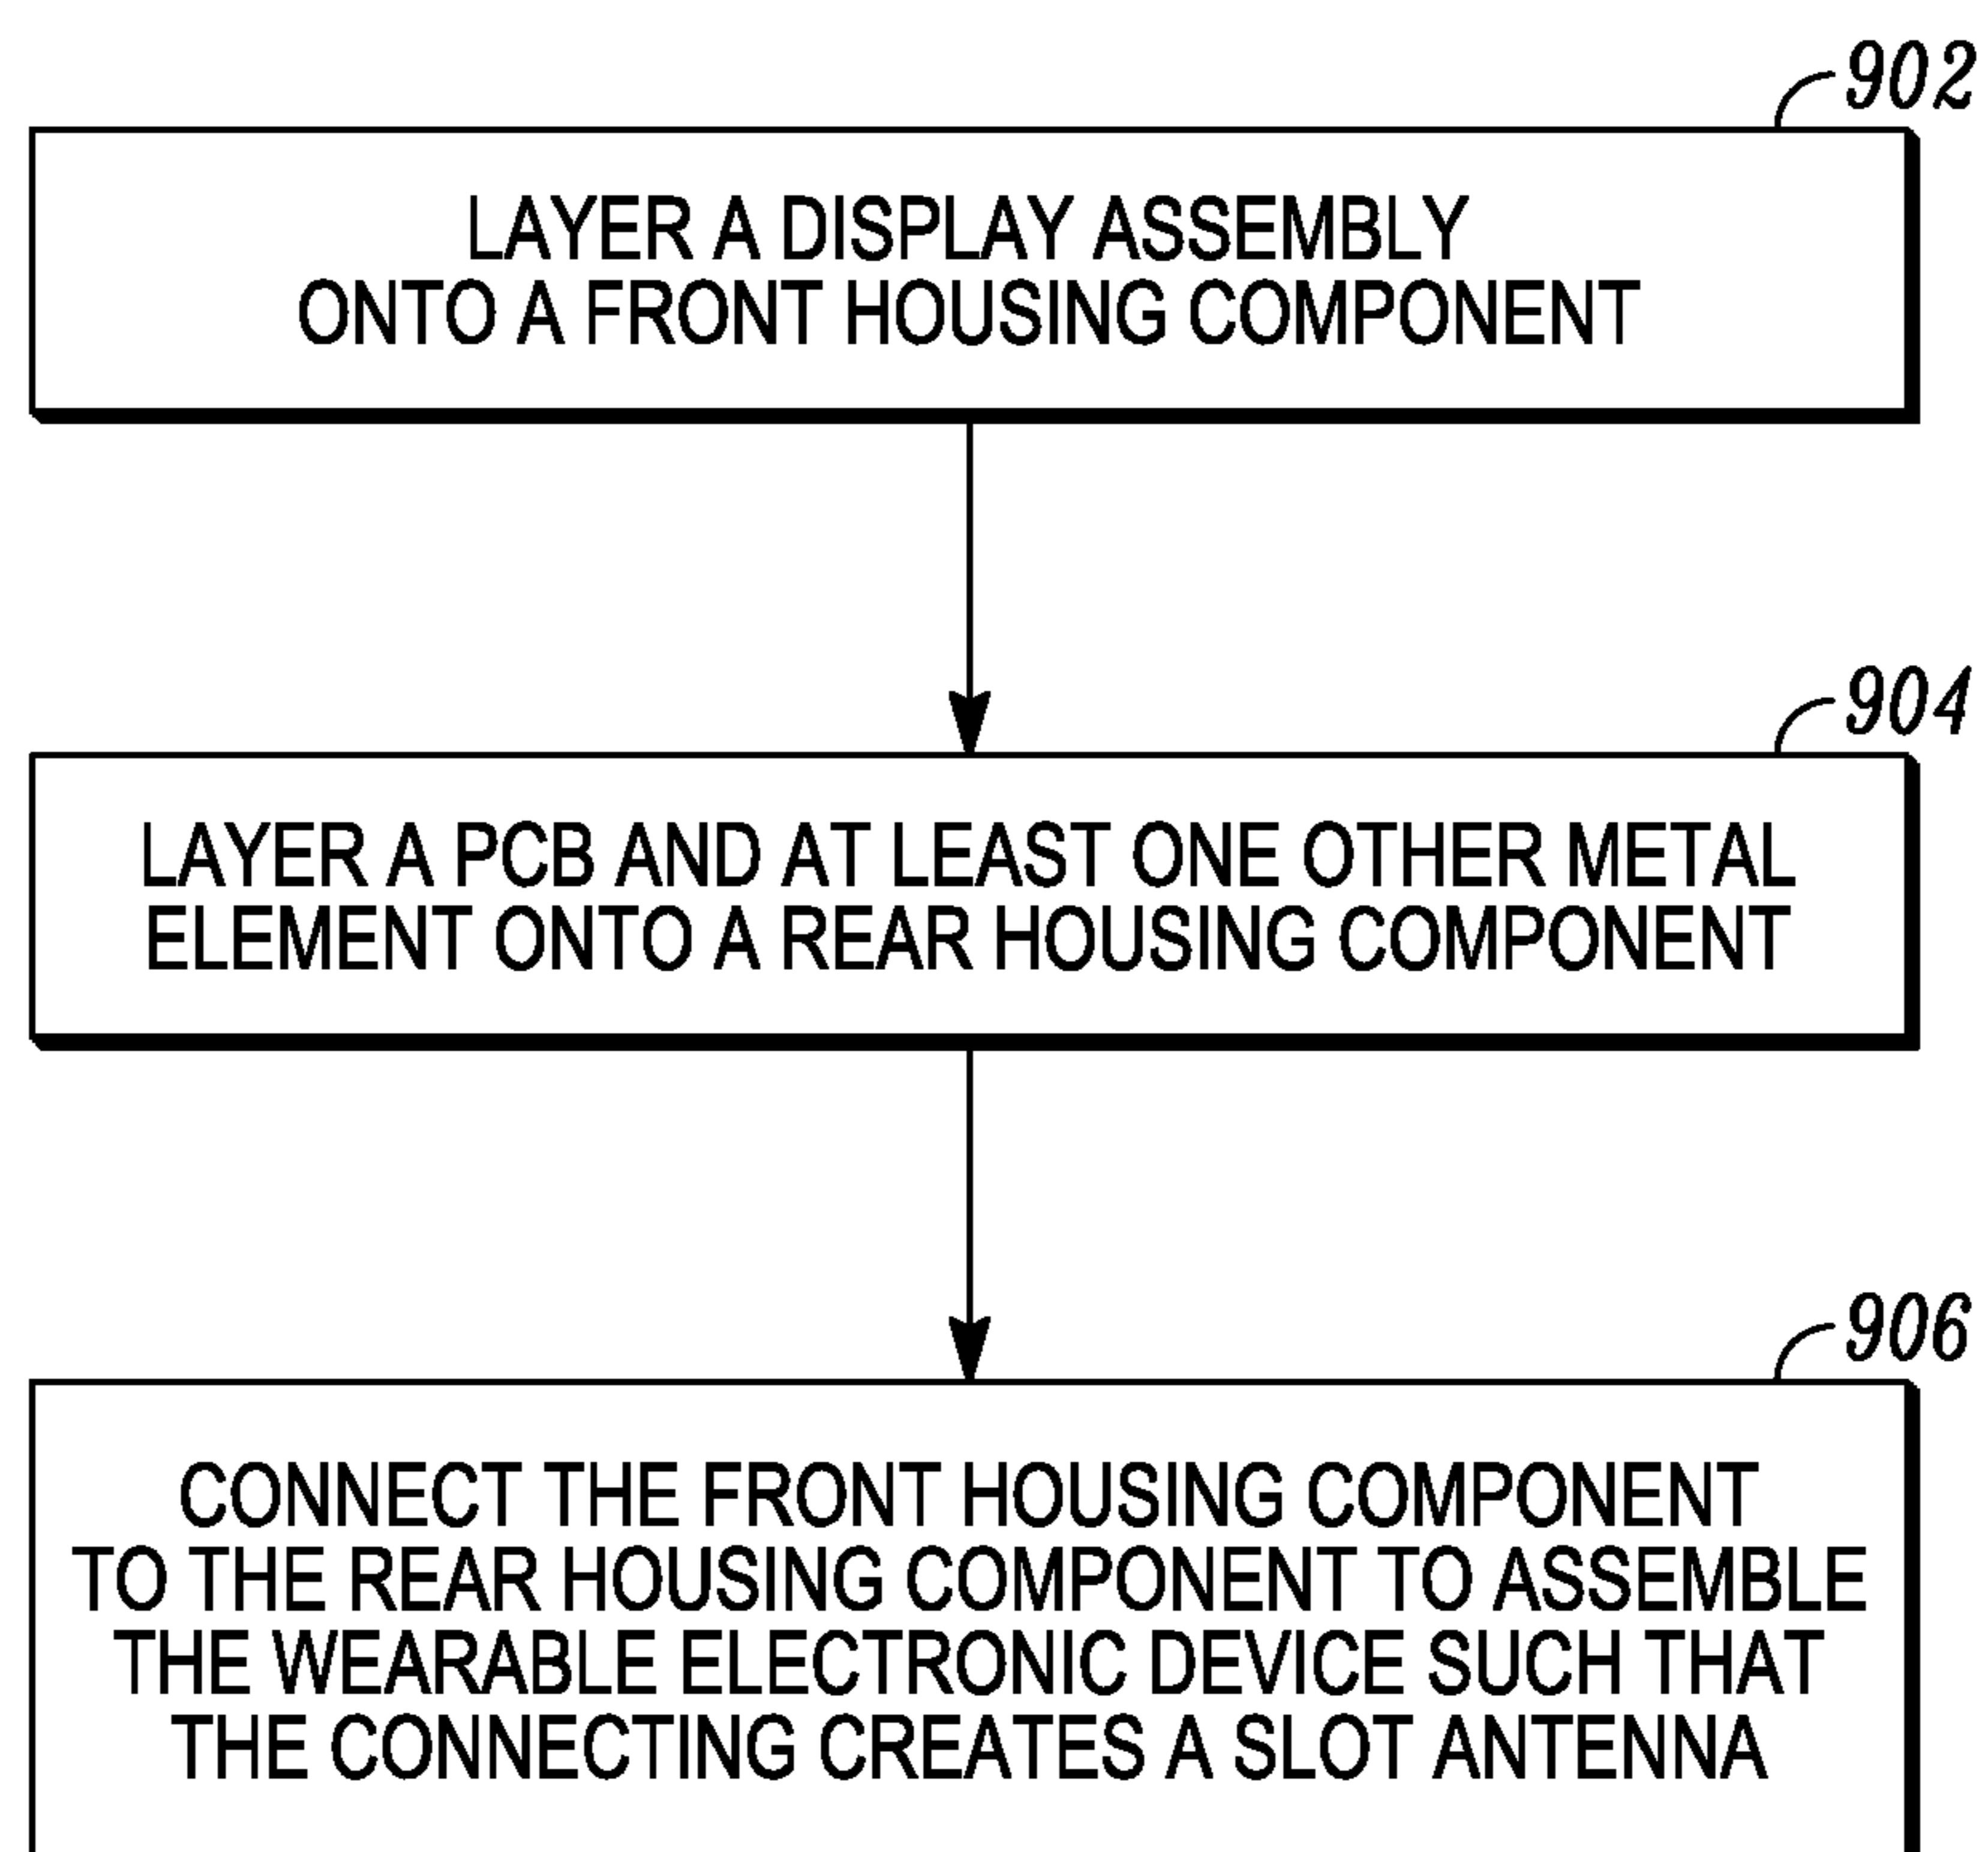 902
LAYER A DISPLAY ASSEMBLY
ONTO A FRONT HOUSING COMPONENT
904
LAYER A PCB AND AT LEAST ONE OTHER METAL
ELEMENT ONTO A REAR HOUSING COMPONENT
906
CONNECT THE FRONT HOUSING COMPONENT
TO THE REAR HOUSING COMPONENT TO ASSEMBLE
THE WEARABLE ELECTRONIC DEVICE SUCH THAT
THE CONNECTING CREATES A SLOT ANTENNA